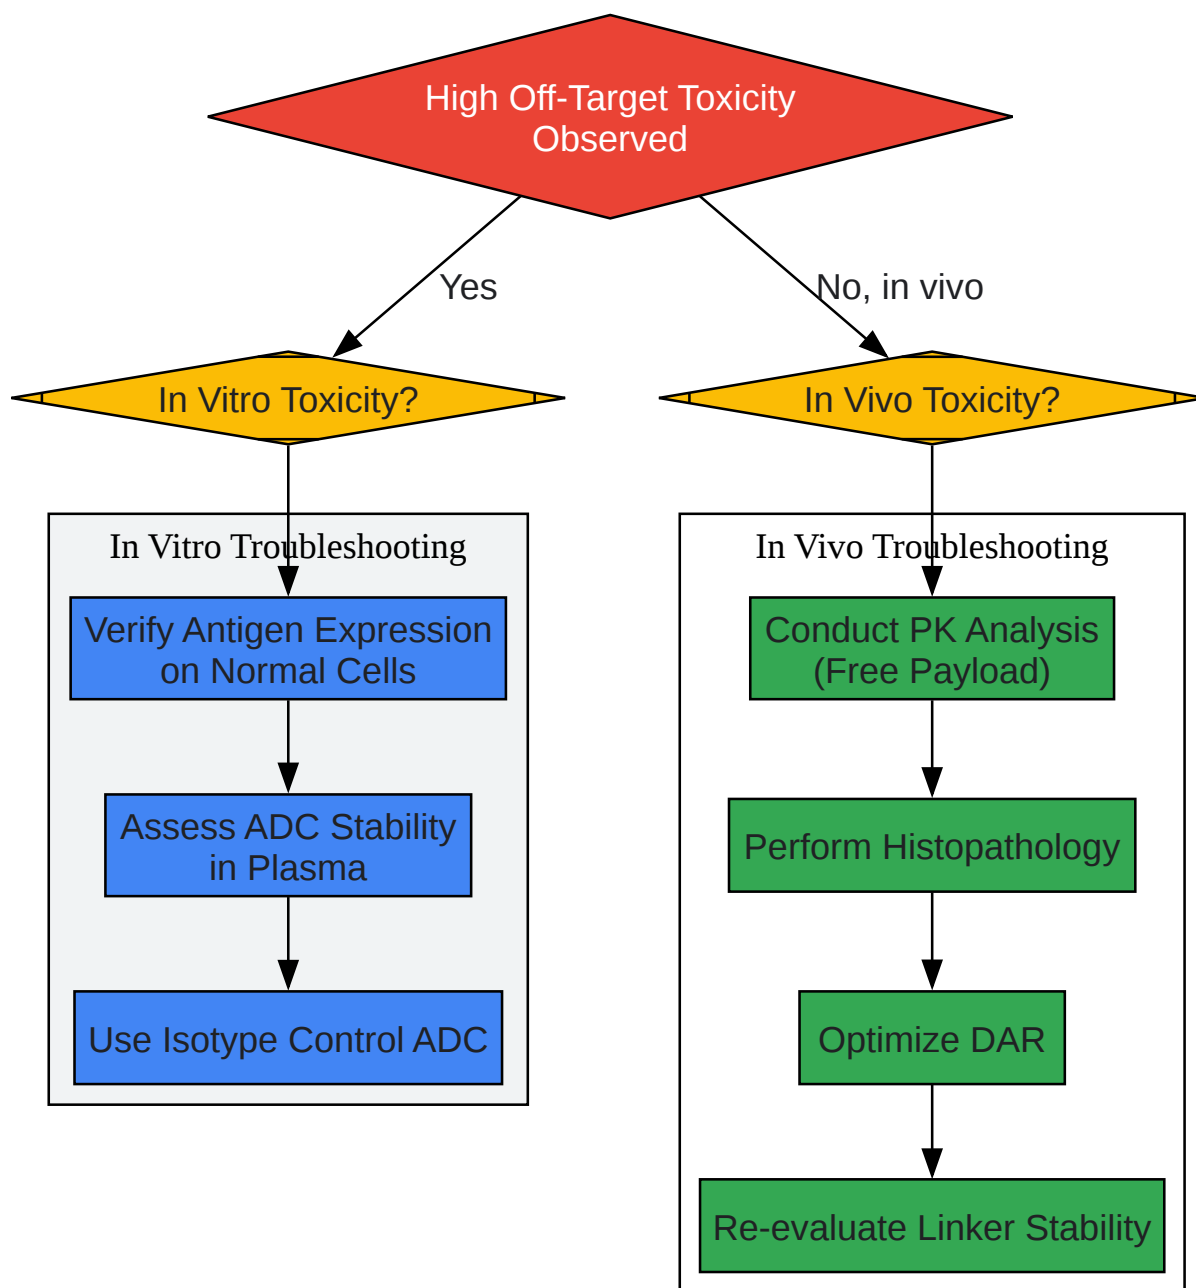 High Off-Target Toxicity
Observed
Yes
No, in vivo
In Vitro Toxicity?
In Vivo Toxicity?
In Vitro Troubleshooting
Verify Antigen Expression
on Normal Cells
Assess ADC Stability
in Plasma
Use Isotype Control ADC
In Vivo Troubleshooting
Conduct PK Analysis
(Free Payload)
Perform Histopathology
Optimize DAR
Re-evaluate Linker Stability